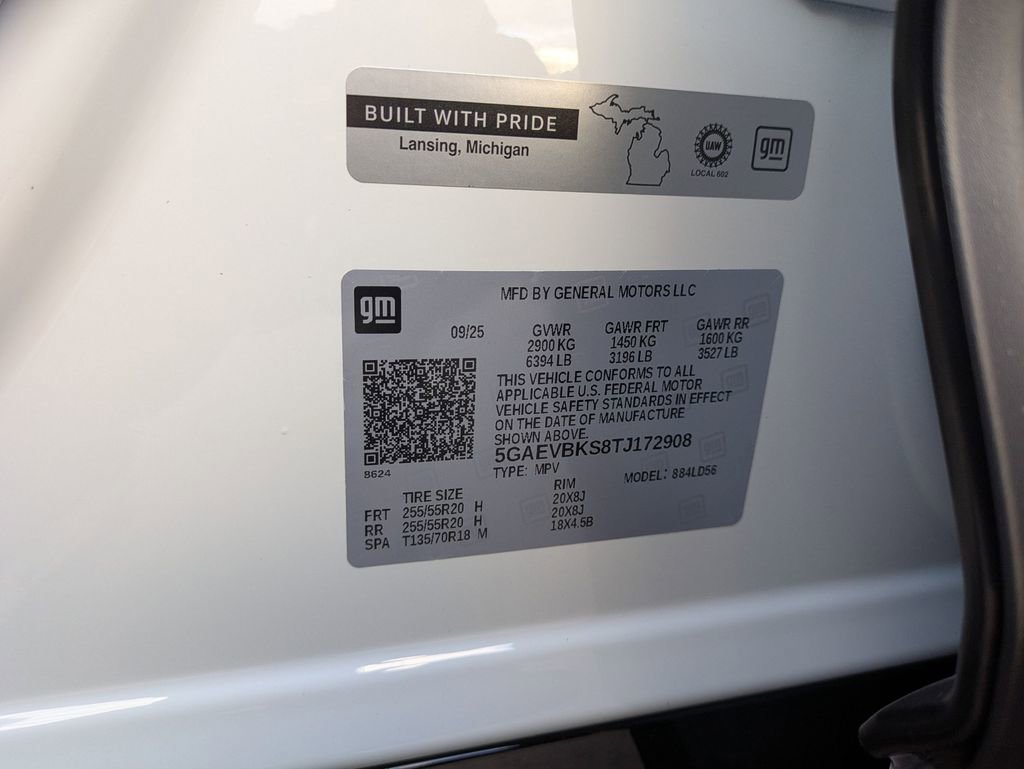 BUILT WITH PRIDE
Lansing, Michigan
UAW
LOCAL 602
gm
gm
MFD BY GENERAL MOTORS LLC
09/25 GVWR GAWR FRT GAWR RR
2900 KG 1450 KG 1600 KG
6394 LB 3196 LB 3527 LB
THIS VEHICLE CONFORMS TO ALL
APPLICABLE U.S. FEDERAL MOTOR
VEHICLE SAFETY STANDARDS IN EFFECT
ON THE DATE OF MANUFACTURE
SHOWN ABOVE.
5GAEVBKS8TJ172908
8624 TYPE: MPV MODEL: 884LD56
TIRE SIZE RIM
FRT 255/55R20 H 20X8J
RR 255/55R20 H 20X8J
SPA T135/70R18 M 18X4.5B